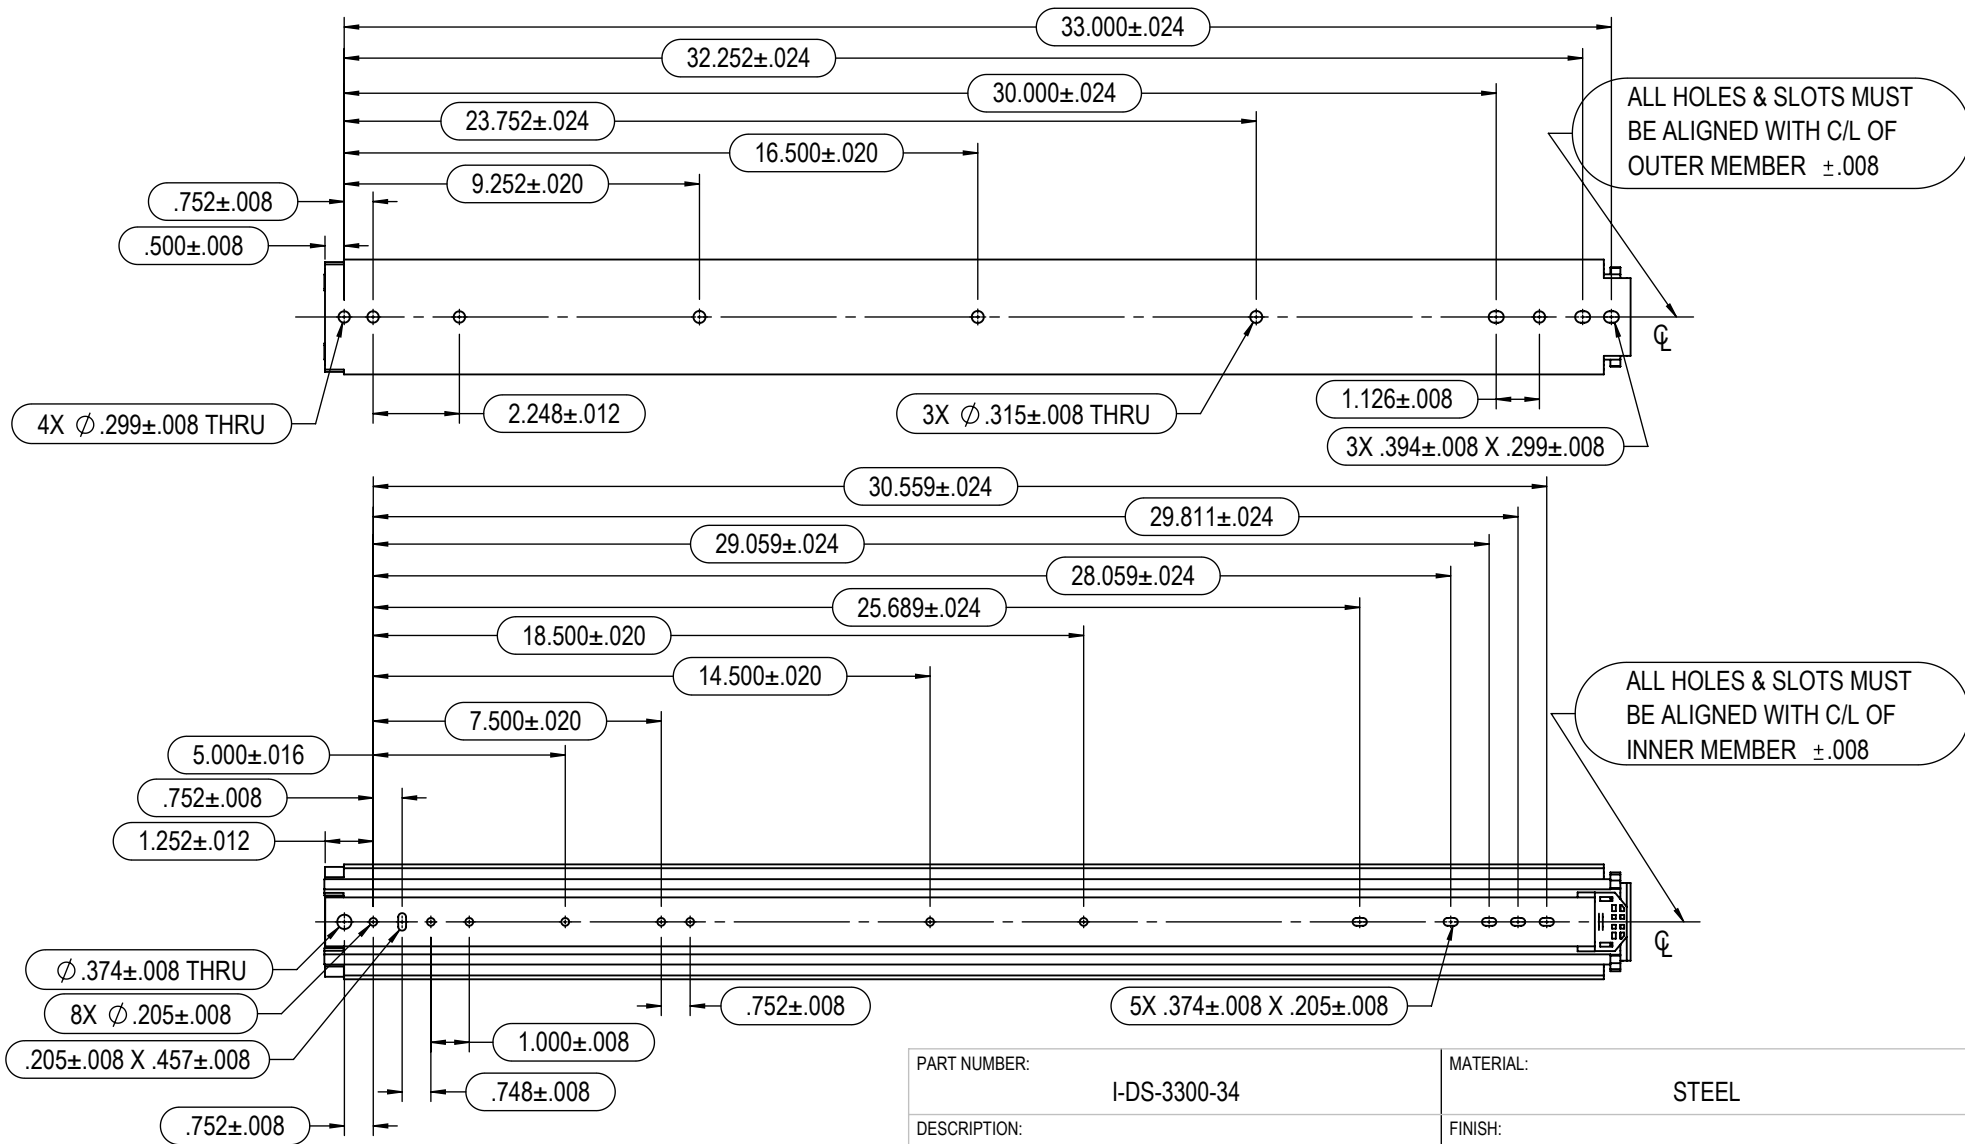 33.000±.024
32.252±.024
30.000±.024
23.752±.024
16.500±.020
9.252±.020
.752±.008
.500±.008
ALL HOLES & SLOTS MUST
BE ALIGNED WITH C/L OF
OUTER MEMBER ±.008
℄
4X ∅ .299±.008 THRU
2.248±.012
3X ∅ .315±.008 THRU
1.126±.008
3X .394±.008 X .299±.008
30.559±.024
29.811±.024
29.059±.024
28.059±.024
25.689±.024
18.500±.020
14.500±.020
7.500±.020
5.000±.016
.752±.008
1.252±.012
ALL HOLES & SLOTS MUST
BE ALIGNED WITH C/L OF
INNER MEMBER ±.008
℄
∅ .374±.008 THRU
8X ∅ .205±.008
.205±.008 X .457±.008
.752±.008
1.000±.008
.748±.008
.752±.008
5X .374±.008 X .205±.008
PART NUMBER:
I-DS-3300-34
MATERIAL:
STEEL
DESCRIPTION:
FINISH: